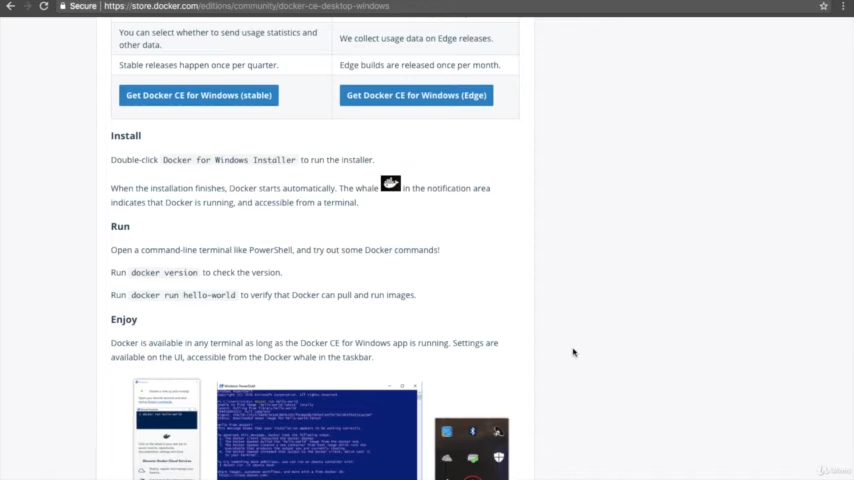 Secure https://store.docker.com/editions/community/docker-ce-desktop-windows
You can select whether to send usage statistics and
other data.
We collect usage data on Edge releases.
Stable releases happen once per quarter.
Edge builds are released once per month.
Get Docker CE for Windows (stable)
Get Docker CE for Windows (Edge)
Install
Double-click Docker for Windows Installer to run the installer.
When the installation finishes, Docker starts automatically. The whale in the notification area
indicates that Docker is running, and accessible from a terminal.
Run
Open a command-line terminal like PowerShell, and try out some Docker commands!
Run docker version to check the version.
Run docker run hello-world to verify that Docker can pull and run images.
Enjoy
Docker is available in any terminal as long as the Docker CE for Windows app is running. Settings are
available on the UI, accessible from the Docker whale in the taskbar.
Windows PowerShell